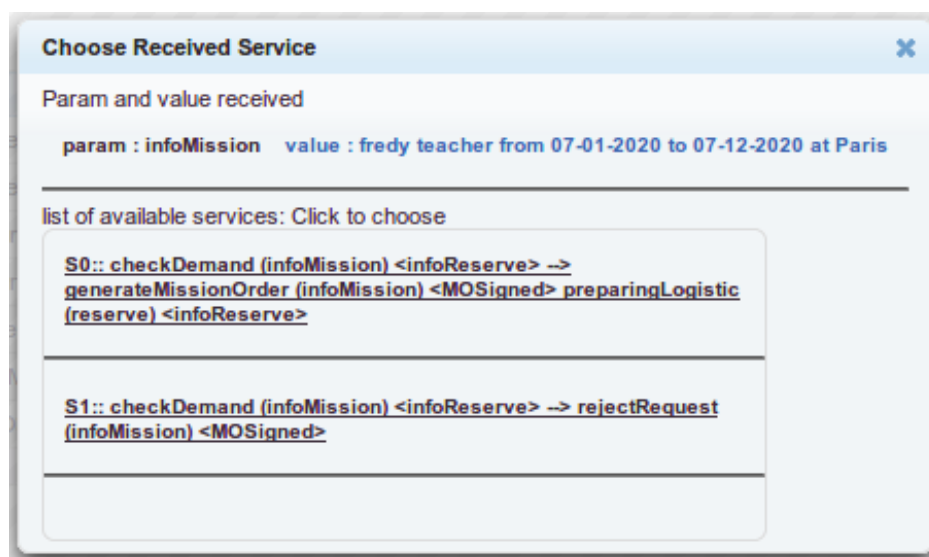 Choose Received Service
Param and value received
param : infoMission value : fredy teacher from 07-01-2020 to 07-12-2020 at Paris
list of available services: Click to choose
S0:: checkDemand (infoMission) <infoReserve> -->
generateMissionOrder (infoMission) <MOSigned> preparingLogistic
(reserve) <infoReserve>
S1:: checkDemand (infoMission) <infoReserve> --> rejectRequest
(infoMission) <MOSigned>